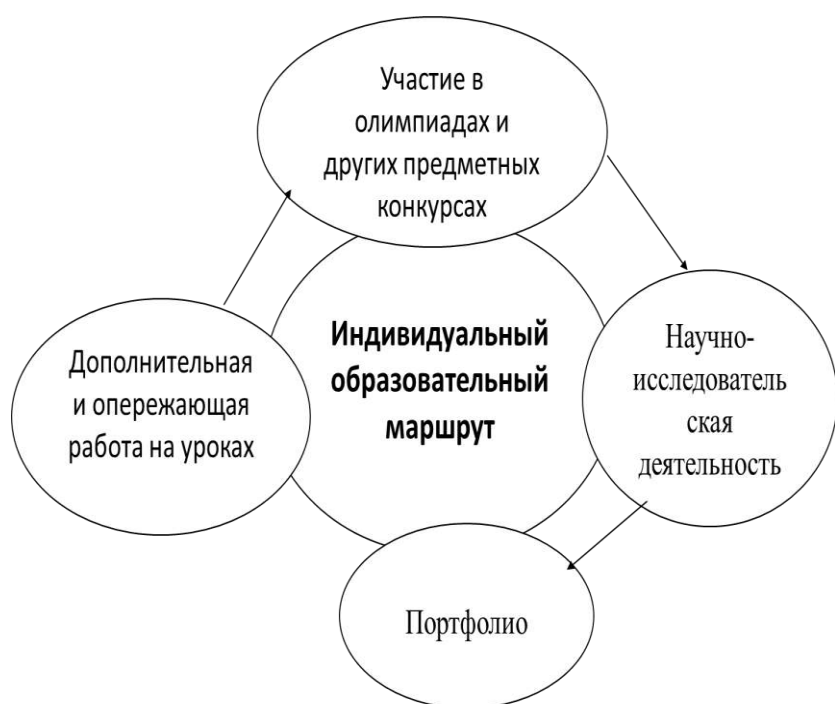 Участие в
олимпиадах и
других предметных
конкурсах
Дополнительная
и опережающая
работа на уроках
Индивидуальный
образовательный
маршрут
Научно-
исследователь
ская
деятельность
Портфолио